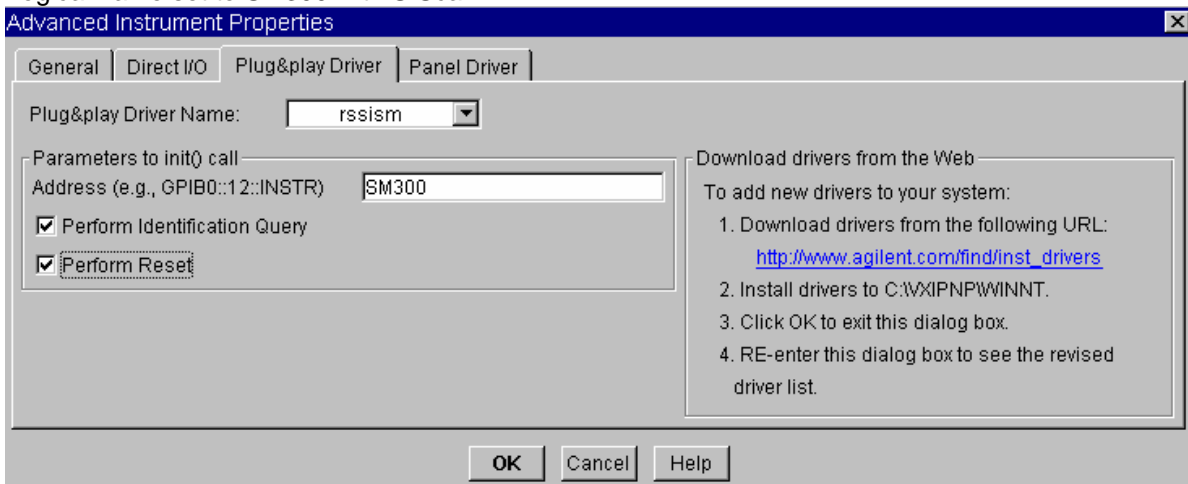 Advanced Instrument Properties
General Direct I/O Plug&play Driver Panel Driver
Plug&play Driver Name: rssism
Parameters to init() call
Address (e.g., GPIB0::12::INSTR) SM300
Perform Identification Query
Perform Reset
Download drivers from the Web
To add new drivers to your system:
1. Download drivers from the following URL:
http://www.agilent.com/find/inst_drivers
2. Install drivers to C:\VXIPNP\WINNT.
3. Click OK to exit this dialog box.
4. RE-enter this dialog box to see the revised
driver list.
OK Cancel Help